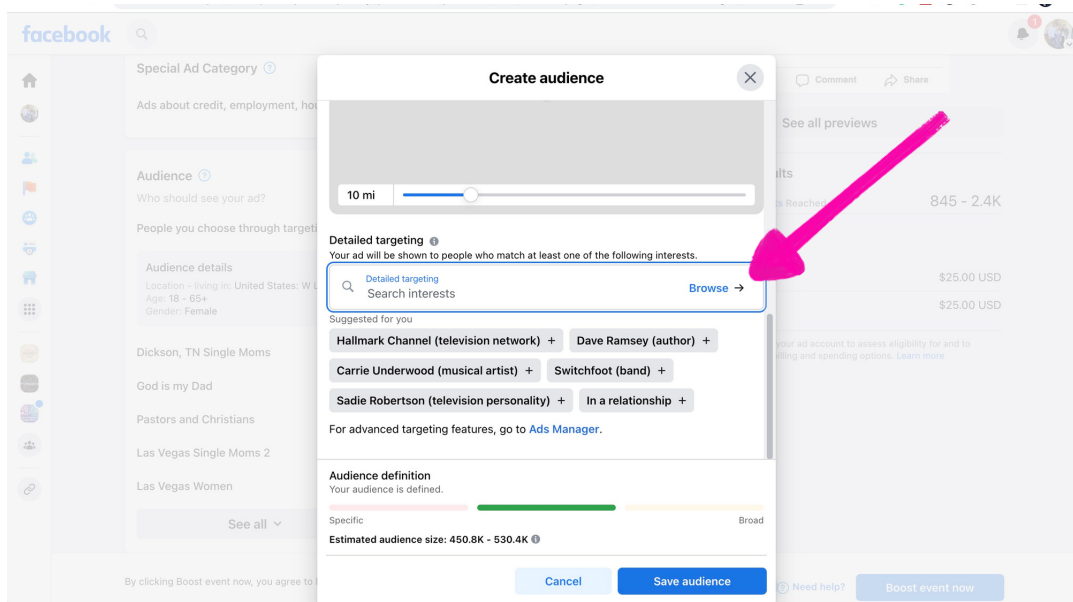 facebook
1
Special Ad Category
Ads about credit, employment, hou
Audience
Who should see your ad?
People you choose through targeti
Audience details
Location - living in: United States: W L
Age: 18 - 65+
Gender: Female
Dickson, TN Single Moms
God is my Dad
Pastors and Christians
Las Vegas Single Moms 2
Las Vegas Women
See all
By clicking Boost event now, you agree to
Create audience
10 mi
Detailed targeting
Your ad will be shown to people who match at least one of the following interests.
Detailed targeting
Search interests
Browse →
Suggested for you
Hallmark Channel (television network) +
Dave Ramsey (author) +
Carrie Underwood (musical artist) +
Switchfoot (band) +
Sadie Robertson (television personality) +
In a relationship +
For advanced targeting features, go to Ads Manager.
Audience definition
Your audience is defined.
Specific
Broad
Estimated audience size: 450.8K - 530.4K
Cancel
Save audience
Comment
Share
See all previews
ults
Reached
845 - 2.4K
$25.00 USD
$25.00 USD
your ad account to assess eligibility for and to
billing and spending options. Learn more
Need help?
Boost event now